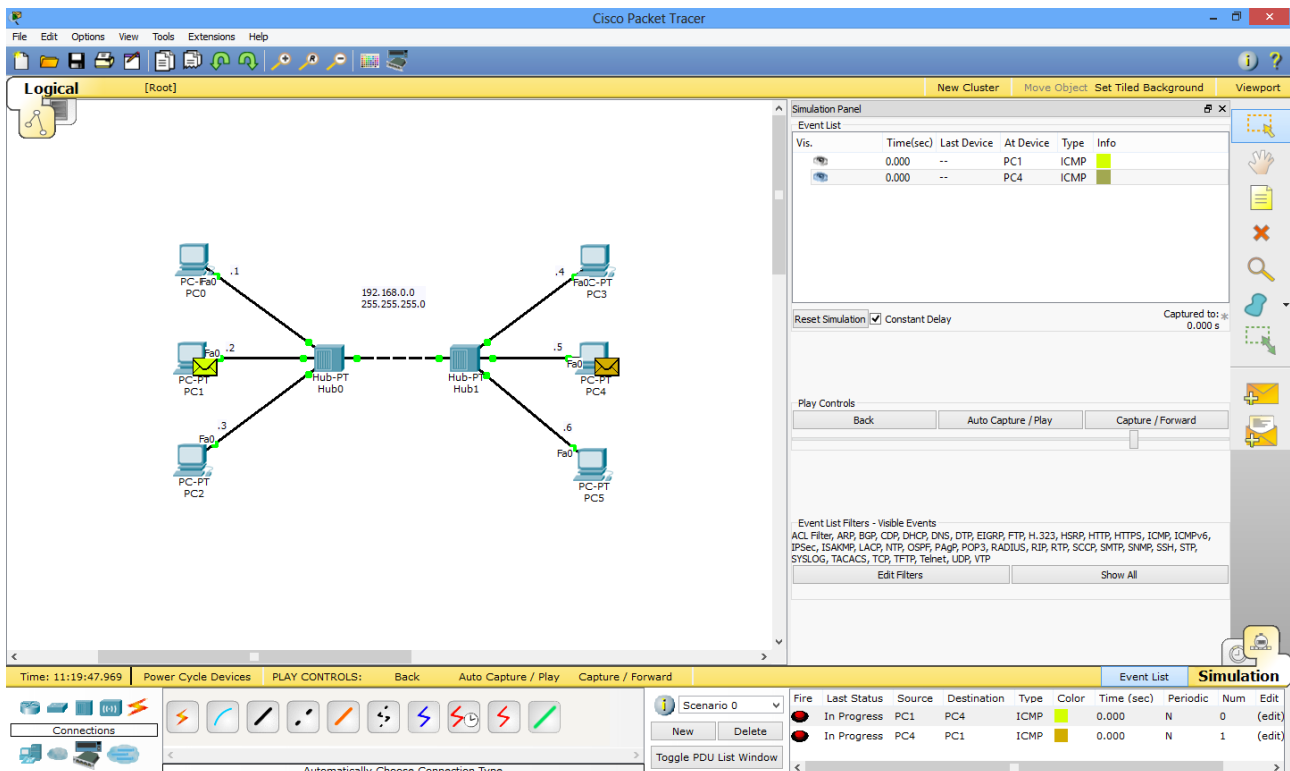 Cisco Packet Tracer
File Edit Options View Tools Extensions Help
Logical [Root] New Cluster Move Object Set Tiled Background Viewport
Simulation Panel
Event List
Vis. Time(sec) Last Device At Device Type Info
0.000 -- PC1 ICMP
0.000 -- PC4 ICMP
Reset Simulation Constant Delay
Captured to: *
0.000 s
Play Controls
Back Auto Capture / Play Capture / Forward
Event List Filters - Visible Events
ACL Filter, ARP, BGP, CDP, DHCP, DNS, DTP, EIGRP, FTP, H.323, HSRP, HTTP, HTTPS, ICMP, ICMPv6,
IPSec, ISAKMP, LACP, NTP, OSPF, PAgP, POP3, RADIUS, RIP, RTP, SCCP, SMTP, SNMP, SSH, STP,
SYSLOG, TACACS, TCP, TFTP, Telnet, UDP, VTP
Edit Filters Show All
.1
Fa0
PC0
192.168.0.0
255.255.255.0
.4
Fa0
PC3
.2
Fa0
PC-PT
PC1
Hub-PT
Hub0
Hub-PT
Hub1
.5
Fa0
PC-PT
PC4
.3
Fa0
PC-PT
PC2
.6
Fa0
PC-PT
PC5
Time: 11:19:47.969 Power Cycle Devices PLAY CONTROLS: Back Auto Capture / Play Capture / Forward Event List Simulation
Connections
Automatically Choose Connection Type
Scenario 0
New Delete
Toggle PDU List Window
Fire Last Status Source Destination Type Color Time (sec) Periodic Num Edit
In Progress PC1 PC4 ICMP 0.000 N 0 (edit)
In Progress PC4 PC1 ICMP 0.000 N 1 (edit)